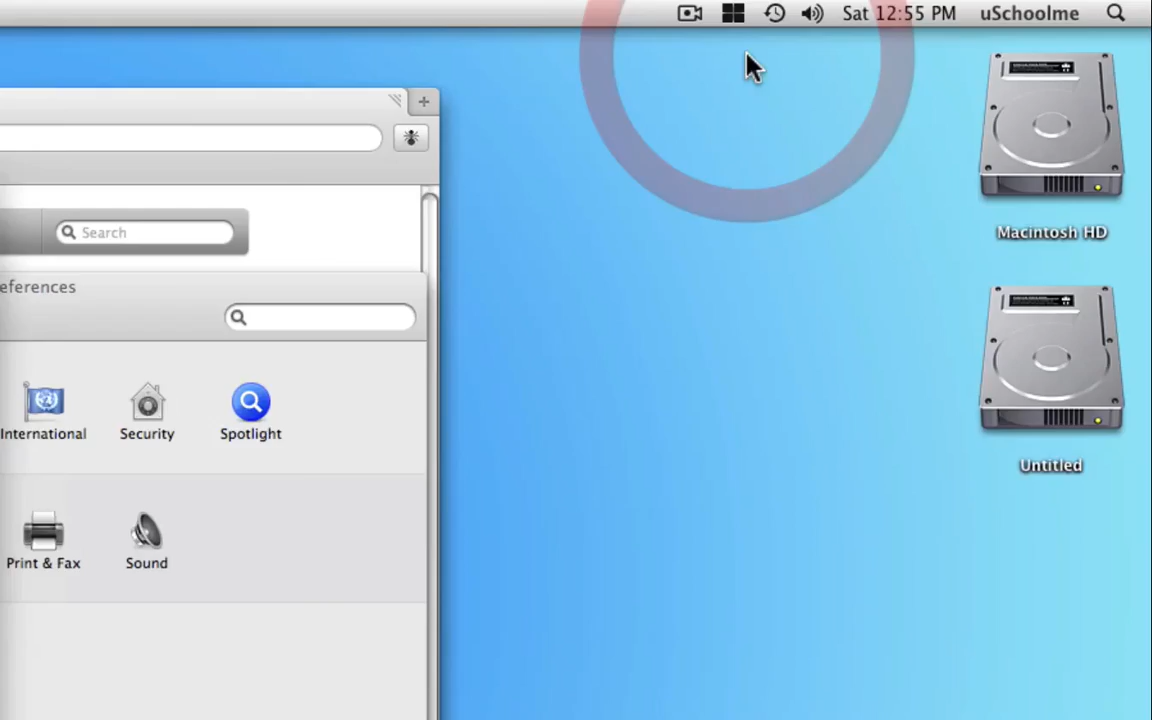 Sat 12:55 PM uSchoolme
Macintosh HD
Search
eferences
International Security Spotlight
Untitled
Print & Fax Sound